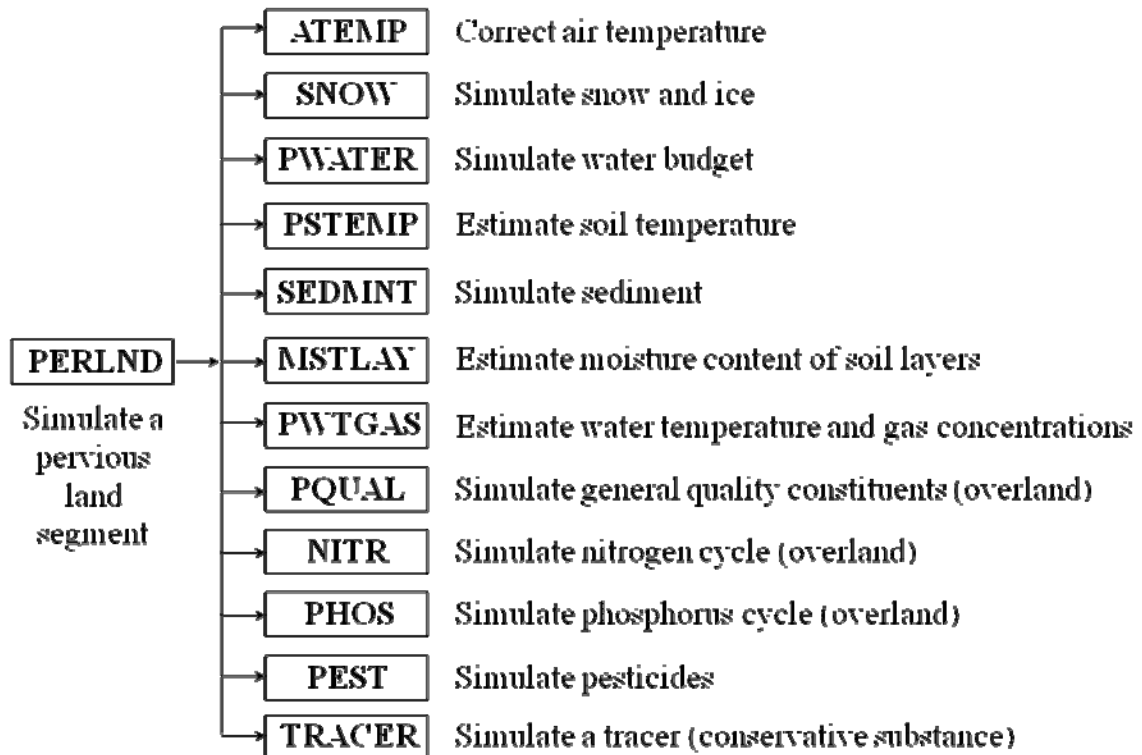 ATEMP Correct air temperature
SNOW Simulate snow and ice
PWATER Simulate water budget
PSTEMP Estimate soil temperature
SEDMNT Simulate sediment
PERLND
MSTLAY Estimate moisture content of soil layers
Simulate a
pervious
land
segment
PWTGAS Estimate water temperature and gas concentrations
PQUAL Simulate general quality constituents (overland)
NITR Simulate nitrogen cycle (overland)
PHOS Simulate phosphorus cycle (overland)
PEST Simulate pesticides
TRACER Simulate a tracer (conservative substance)